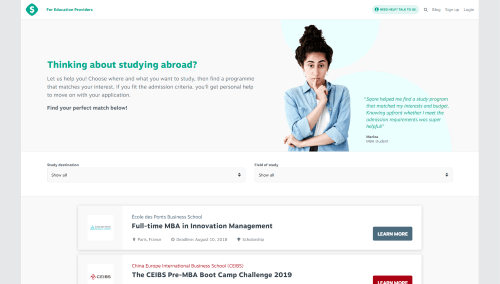 For Education Providers
NEED HELP? TALK TO US
Blog
Sign up
Login
Thinking about studying abroad?
Let us help you! Choose where and what you want to study, then find a programme
that matches your interest. If you fit the admission criteria, you'll get personal help
to move on with your application.
Find your perfect match below!
"Spore helped me find a study program
that matched my interests and budget.
Knowing upfront whether I meet the
admission requirements was super
helpful!"
Marisa
MBA student
Study destination
Show all
Field of study
Show all
Ecole des Ponts Business School
Full-time MBA in Innovation Management
Paris, France
Deadline: August 10, 2018
Scholarship
LEARN MORE
China Europe International Business School (CEIBS)
The CEIBS Pre-MBA Boot Camp Challenge 2019
CEIBS
LEARN MORE